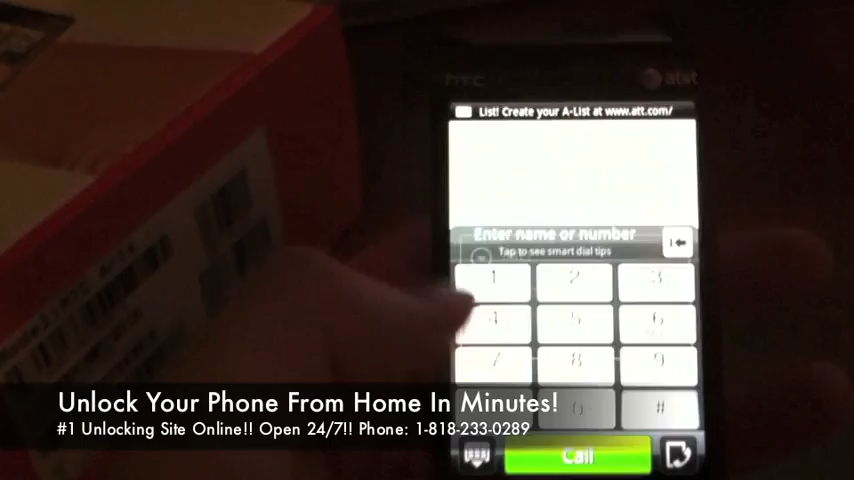 htc
at&t
List! Create your A-List at www.att.com/
Enter name or number
Tap to see smart dial tips
1 2 3
4 5 6
7 8 9
0 #
Call
Unlock Your Phone From Home In Minutes!
#1 Unlocking Site Online!! Open 24/7!! Phone: 1-818-233-0289